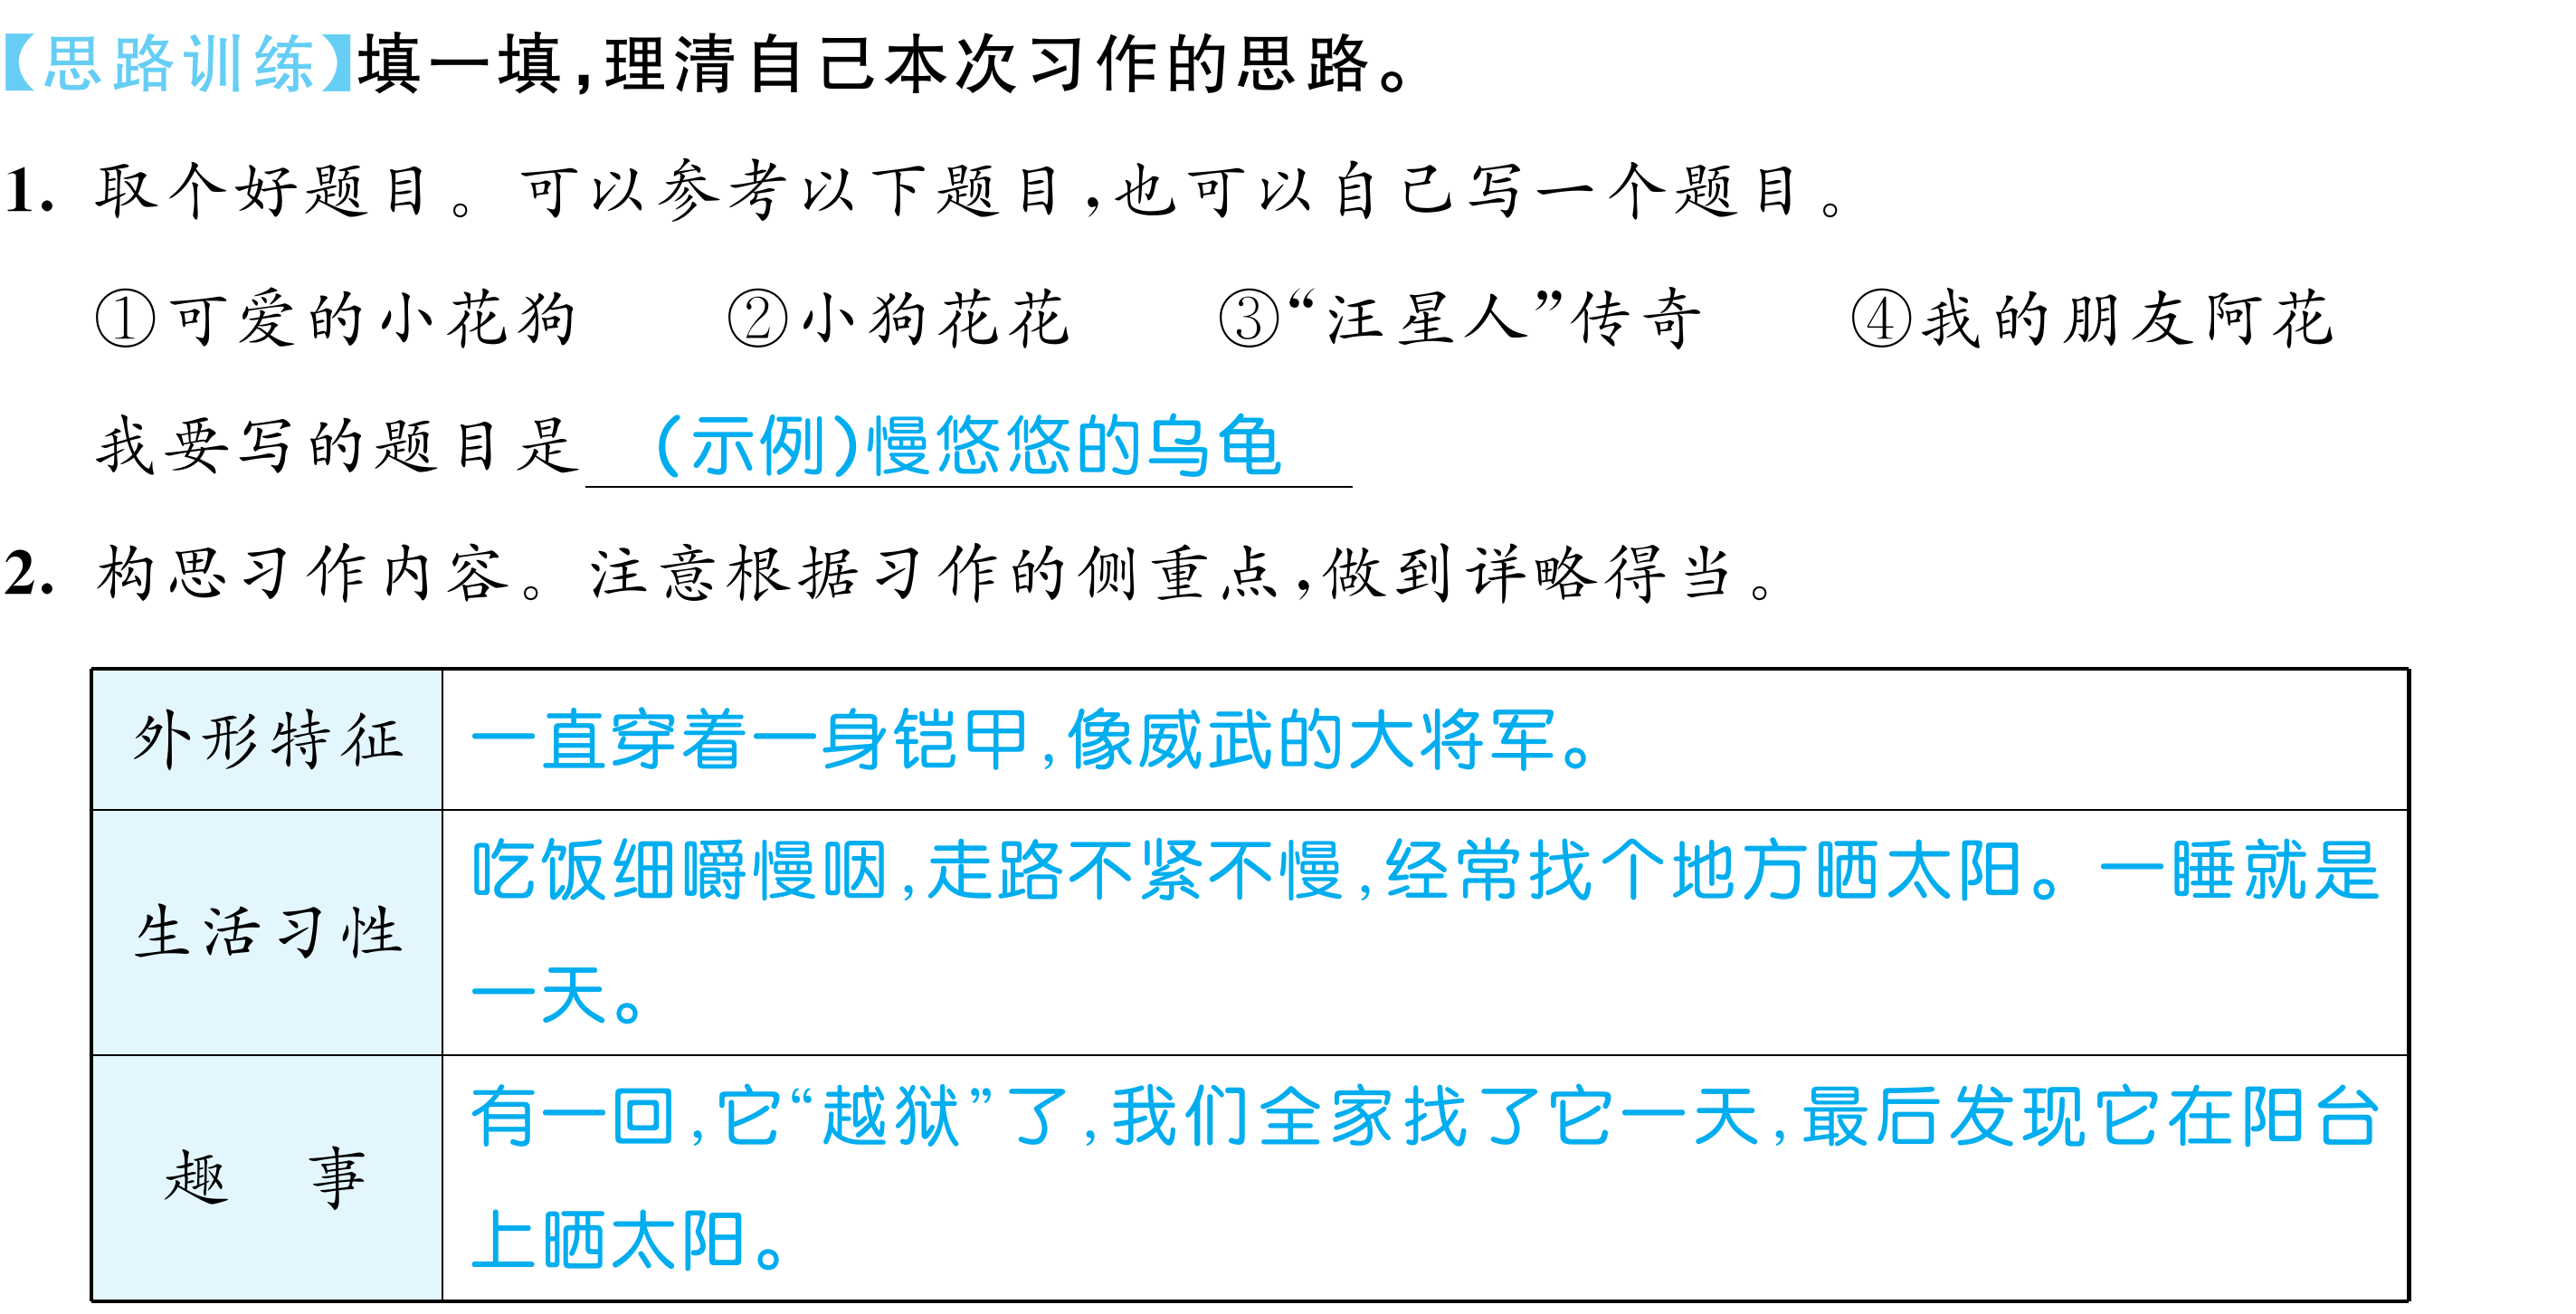 【思路训练】填一填,理清自己本次习作的思路。
1. 取个好题目。可以参考以下题目,也可以自己写一个题目。
①可爱的小花狗 ②小狗花花 ③“汪星人”传奇 ④我的朋友阿花
我要写的题目是 (示例)慢悠悠的乌龟
2. 构思习作内容。注意根据习作的侧重点,做到详略得当。
外形特征 一直穿着一身铠甲,像威武的大将军。
生活习性 吃饭细嚼慢咽,走路不紧不慢,经常找个地方晒太阳。一睡就是
一天。
趣 事 有一回,它“越狱”了,我们全家找了它一天,最后发现它在阳台
上晒太阳。